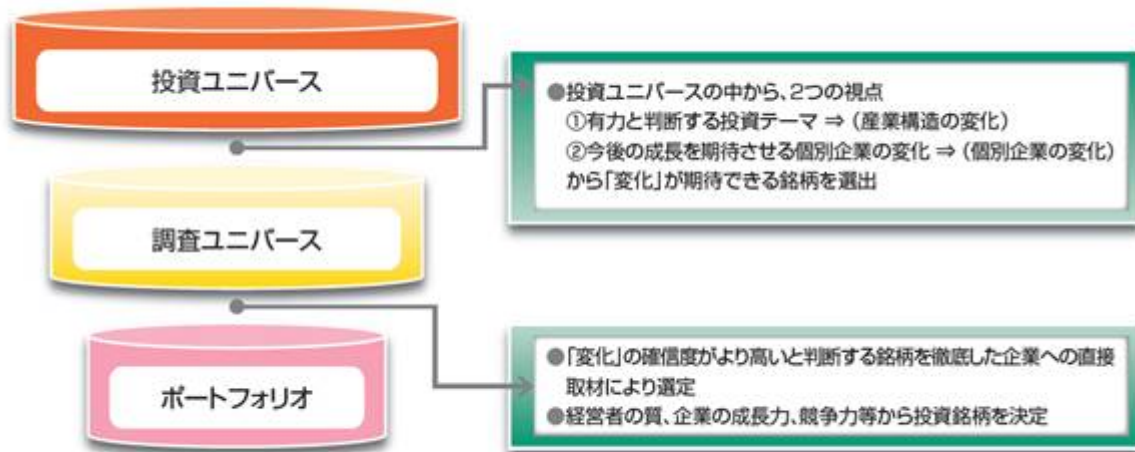 投資ユニバース
●投資ユニバースの中から、2つの視点
①有力と判断する投資テーマ ⇒ (産業構造の変化)
②今後の成長を期待させる個別企業の変化 ⇒ (個別企業の変化)
から「変化」が期待できる銘柄を選出
調査ユニバース
●「変化」の確信度がより高いと判断する銘柄を徹底した企業への直接
取材により選定
●経営者の質、企業の成長力、競争力等から投資銘柄を決定
ポートフォリオ